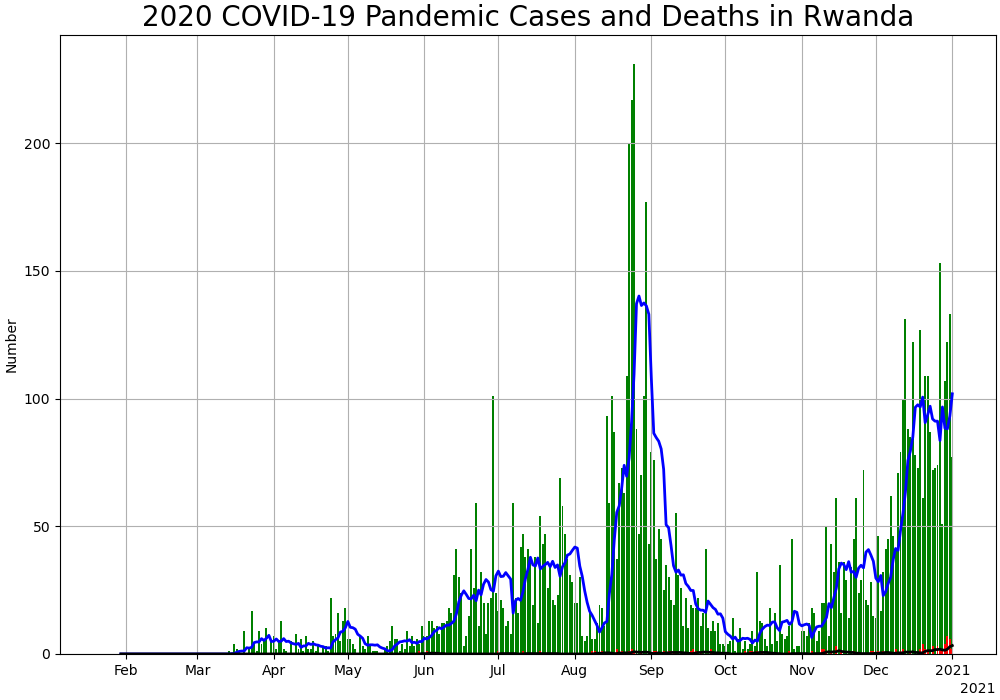 2020 COVID-19 Pandemic Cases and Deaths in Rwanda
Number
200
150
100
50
0
Feb Mar Apr May Jun Jul Aug Sep Oct Nov Dec 2021
2021